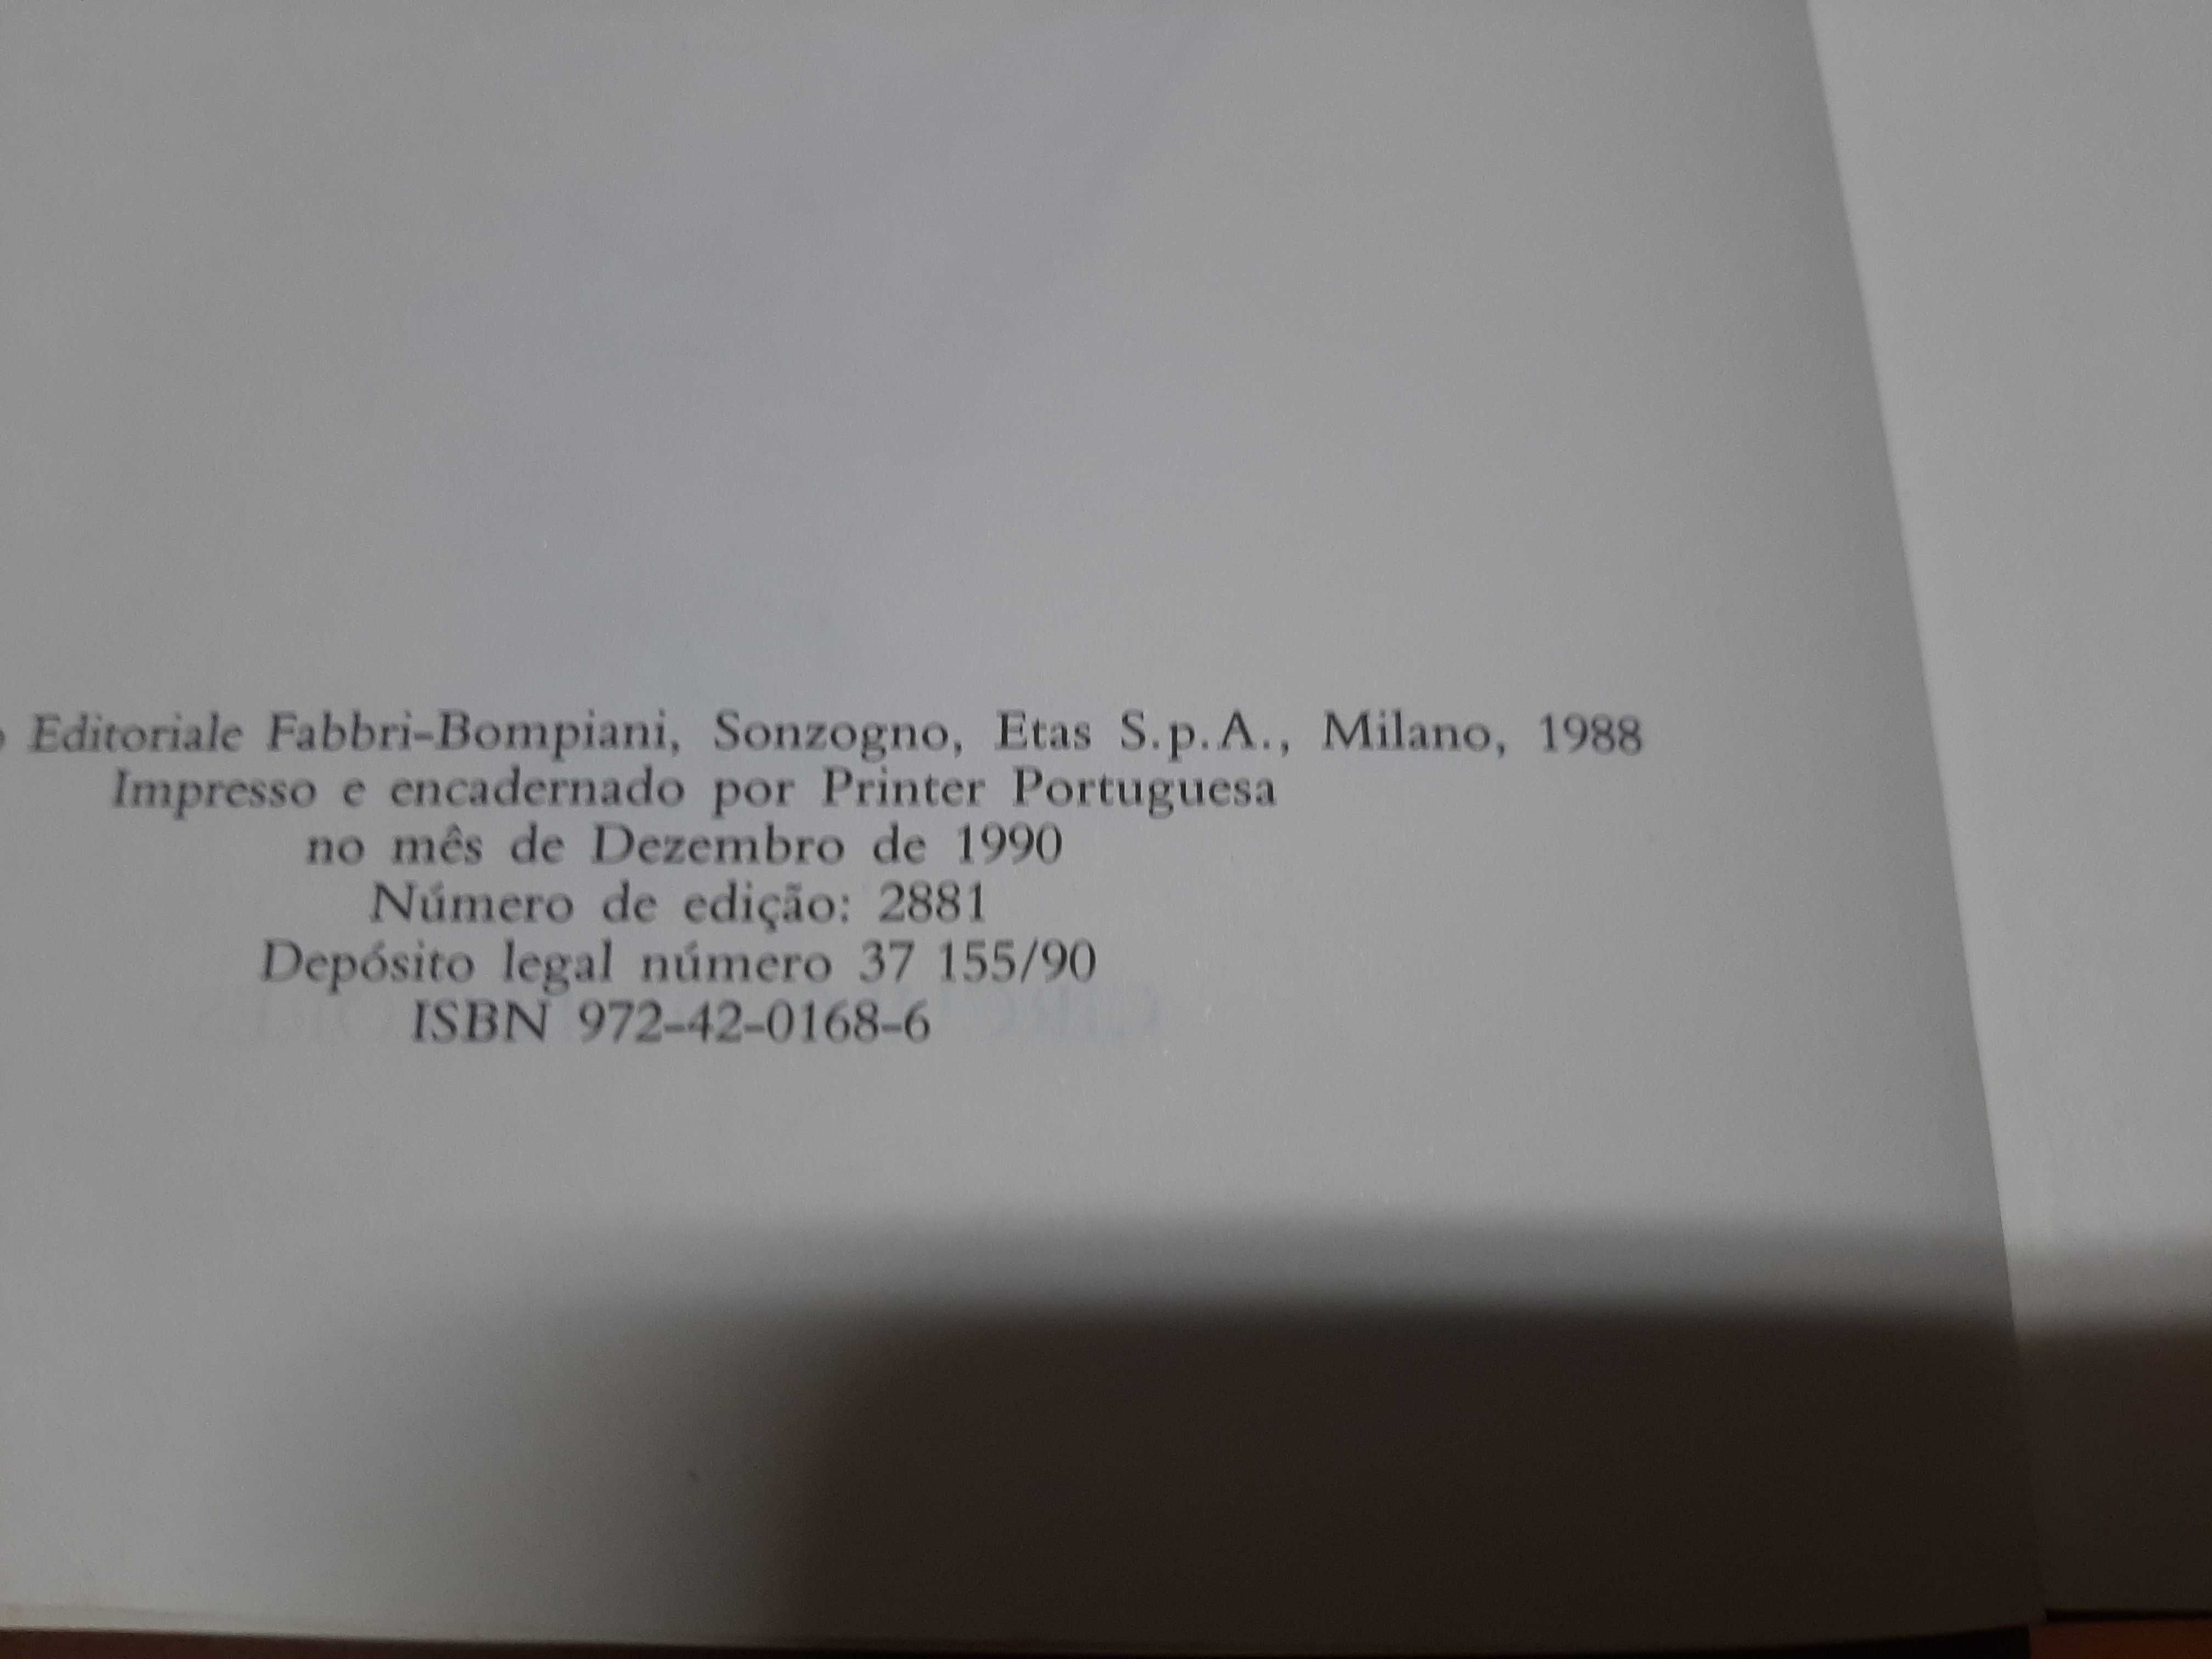 Editoriale Fabbri-Bompiani, Sonzogno, Etas S.p.A., Milano, 1988
Impresso e encadernado por Printer Portuguesa
no mês de Dezembro de 1990
Número de edição: 2881
Depósito legal número 37 155/90
ISBN 972-42-0168-6